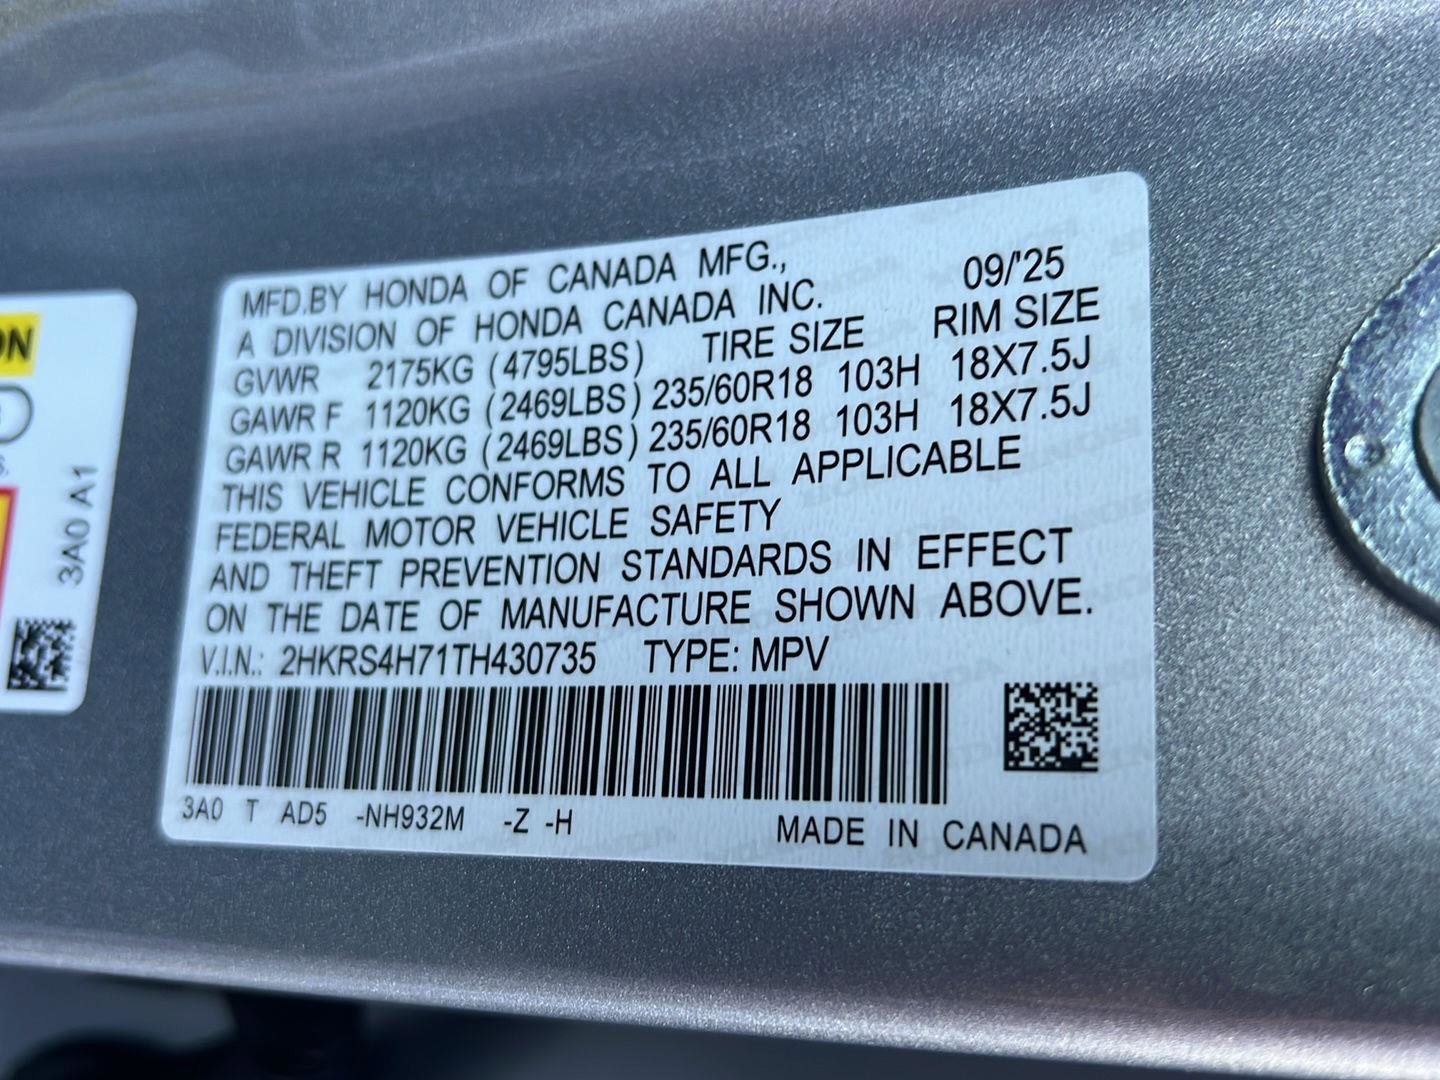 ON
S.
3A0 A1
MFD.BY HONDA OF CANADA MFG.,
A DIVISION OF HONDA CANADA INC. 09/'25
GVWR 2175KG (4795LBS) TIRE SIZE RIM SIZE
GAWR F 1120KG (2469LBS) 235/60R18 103H 18X7.5J
GAWR R 1120KG (2469LBS) 235/60R18 103H 18X7.5J
THIS VEHICLE CONFORMS TO ALL APPLICABLE
FEDERAL MOTOR VEHICLE SAFETY
AND THEFT PREVENTION STANDARDS IN EFFECT
ON THE DATE OF MANUFACTURE SHOWN ABOVE.
V.I.N.: 2HKRS4H71TH430735 TYPE: MPV
3A0 T AD5 -NH932M -Z -H MADE IN CANADA